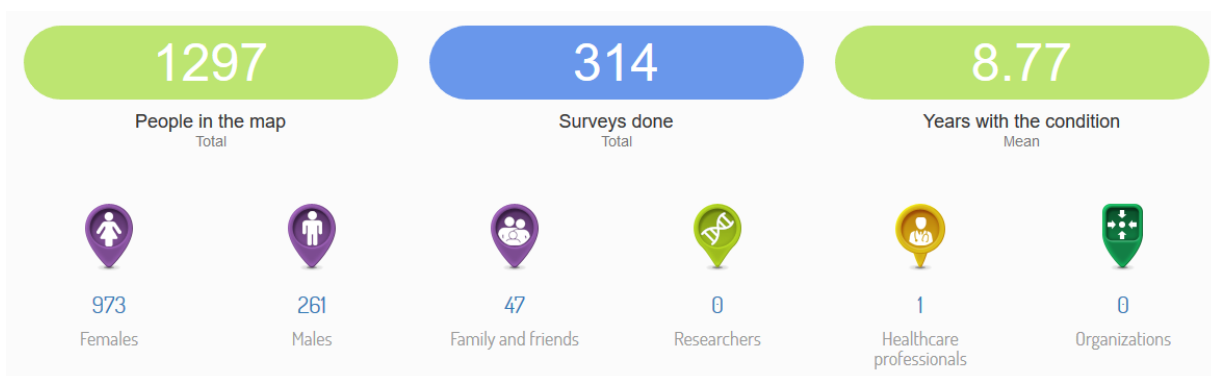 1297
314
8.77
People in the map
Surveys done
Years with the condition
Total
Total
Mean
973
261
47
0
1
0
Females
Males
Family and friends
Researchers
Healthcare
professionals
Organizations